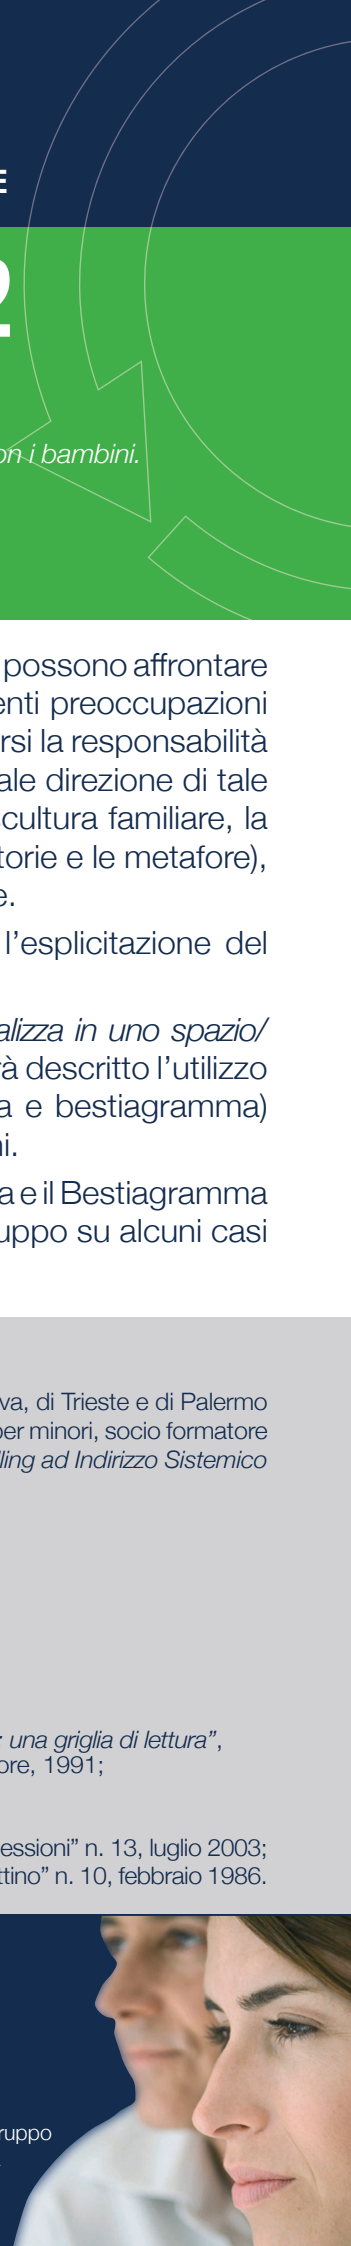 E
2
on i bambini.
possono affrontare
enti preoccupazioni
rsi la responsabilità
ale direzione di tale
cultura familiare, la
torie e le metafore),
e.
l’esplicitazione del
alizza in uno spazio/
rà descritto l’utilizzo
a e bestiagramma)
ni.
a e il Bestiagramma
uppo su alcuni casi
va, di Trieste e di Palermo
per minori, socio formatore
lling ad Indirizzo Sistemico
: una griglia di lettura”,
ore, 1991;
essioni” n. 13, luglio 2003;
ttino” n. 10, febbraio 1986.
ruppo